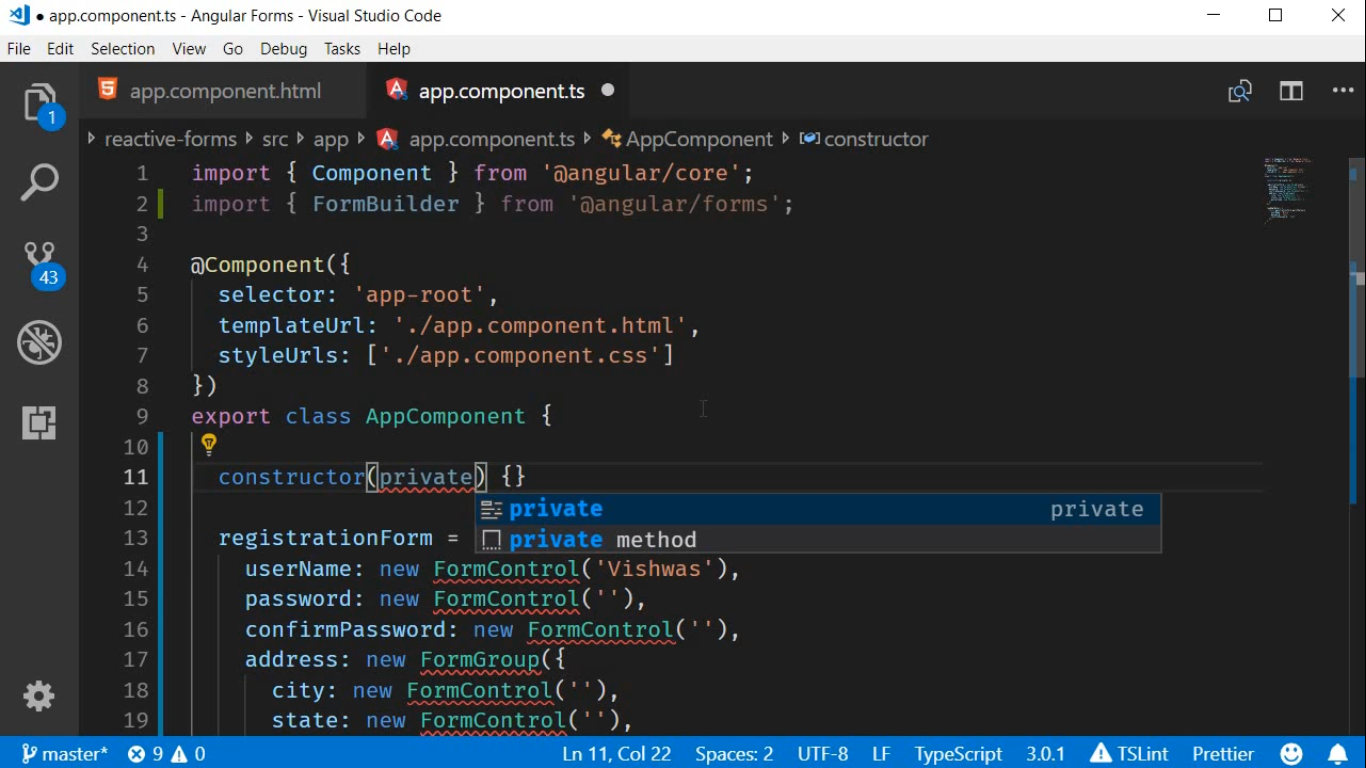 ● app.component.ts - Angular Forms - Visual Studio Code
File Edit Selection View Go Debug Tasks Help
app.component.html app.component.ts ●
reactive-forms src app app.component.ts AppComponent constructor
1 import { Component } from '@angular/core';
2 import { FormBuilder } from '@angular/forms';
3
4 @Component({
5 selector: 'app-root',
6 templateUrl: './app.component.html',
7 styleUrls: ['./app.component.css']
8 })
9 export class AppComponent {
10
11 constructor(private) {}
private private
12
13 registrationForm =
private method
14 userName: new FormControl('Vishwas'),
15 password: new FormControl(''),
16 confirmPassword: new FormControl(''),
17 address: new FormGroup({
18 city: new FormControl(''),
19 state: new FormControl(''),
1
43
master* 9 0 Ln 11, Col 22 Spaces: 2 UTF-8 LF TypeScript 3.0.1 TSLint Prettier